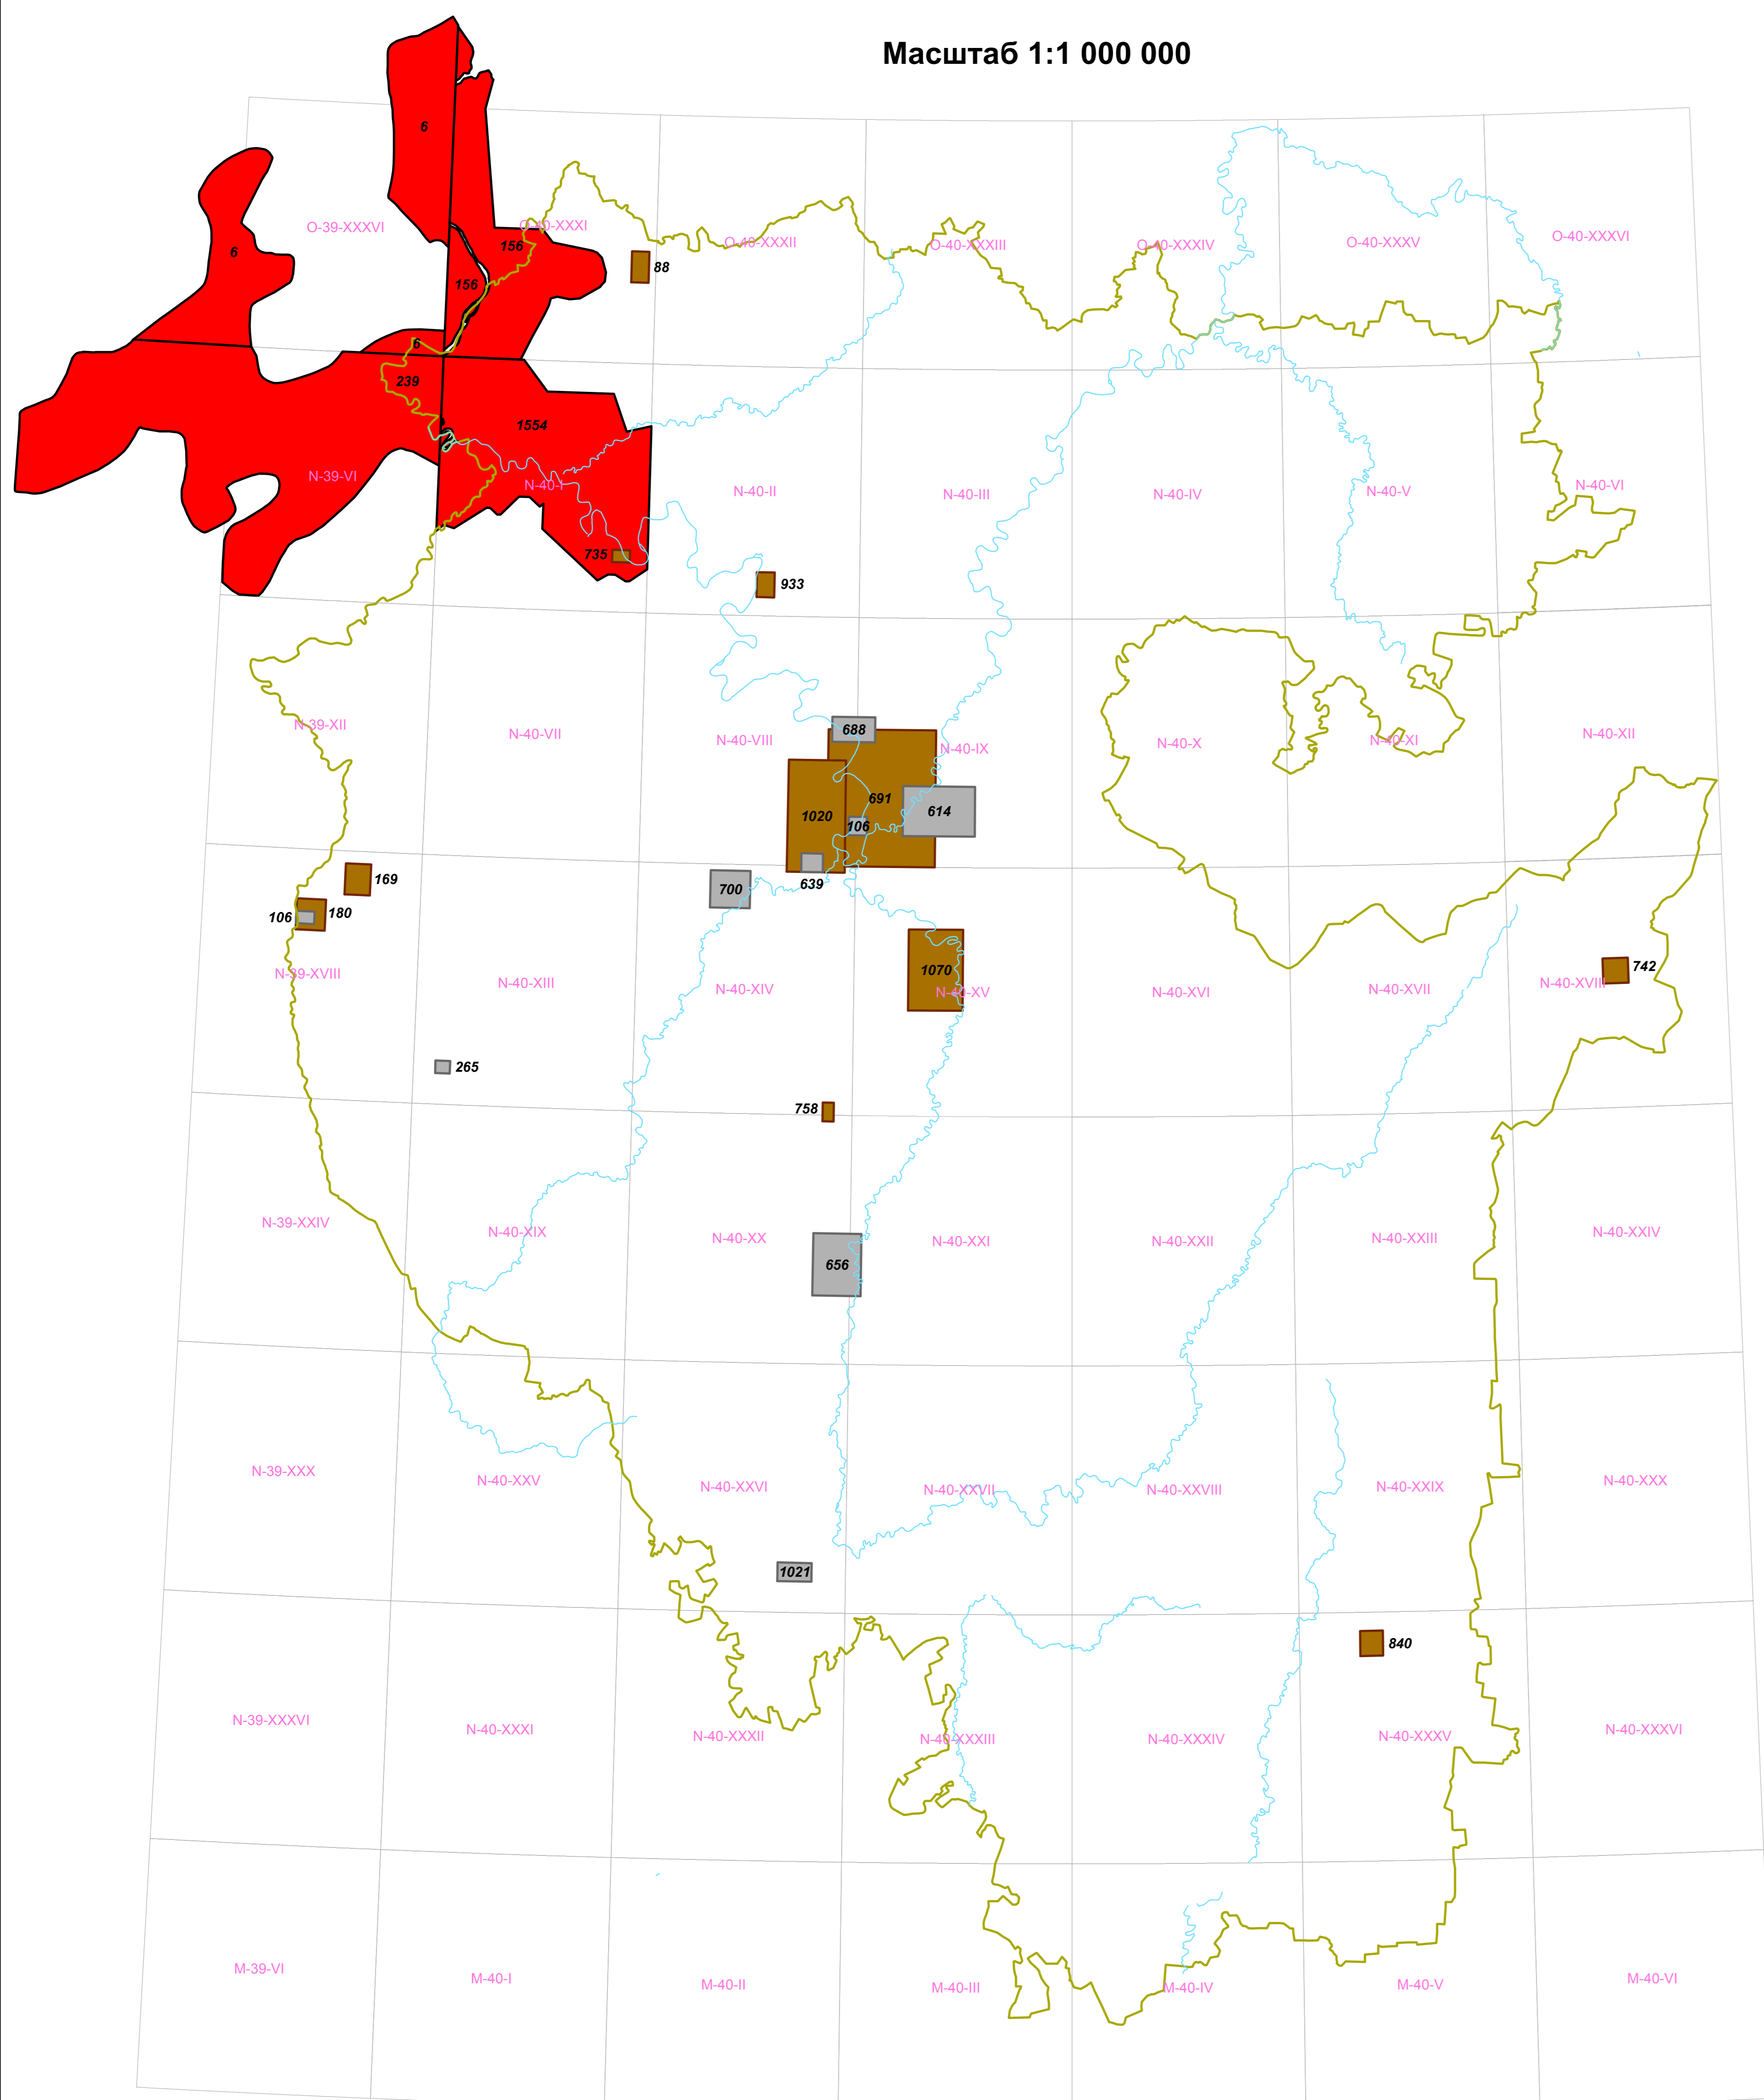 Масштаб 1:1 000 000
6
O-39-XXXVI
O-40-XXXI
156
6
O-40-XXXII
O-40-XXXIII
O-40-XXXIV
O-40-XXXV
O-40-XXXVI
88
156
6
239
1554
N-39-VI
N-40-I
N-40-II
N-40-III
N-40-IV
N-40-V
N-40-VI
735
933
N-39-XII
N-40-VII
N-40-VIII
688
N-40-IX
N-40-X
N-40-XI
N-40-XII
691
1020
106
614
169
700
639
106
180
N-39-XVIII
N-40-XIII
N-40-XIV
1070
N-40-XV
N-40-XVI
N-40-XVII
N-40-XVIII
742
265
758
N-39-XXIV
N-40-XIX
N-40-XX
N-40-XXI
N-40-XXII
N-40-XXIII
N-40-XXIV
656
N-39-XXX
N-40-XXV
N-40-XXVI
N-40-XXVII
N-40-XXVIII
N-40-XXIX
N-40-XXX
1021
840
N-39-XXXVI
N-40-XXXI
N-40-XXXII
N-40-XXXIII
N-40-XXXIV
N-40-XXXV
N-40-XXXVI
M-39-VI
M-40-I
M-40-II
M-40-III
M-40-IV
M-40-V
M-40-VI